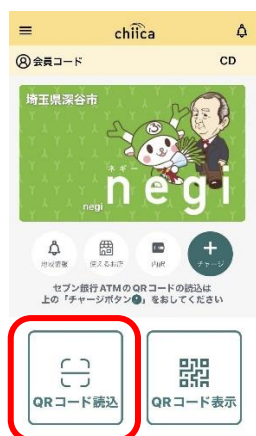 chiica
会員コード
CD
埼玉県深谷市
ネギー
negi
negi
地域情報
使えるお店
内訳
チャージ
セブン銀行ATMのQRコードの読込は
上の「チャージボタン」をおしてください
QRコード読込
QRコード表示